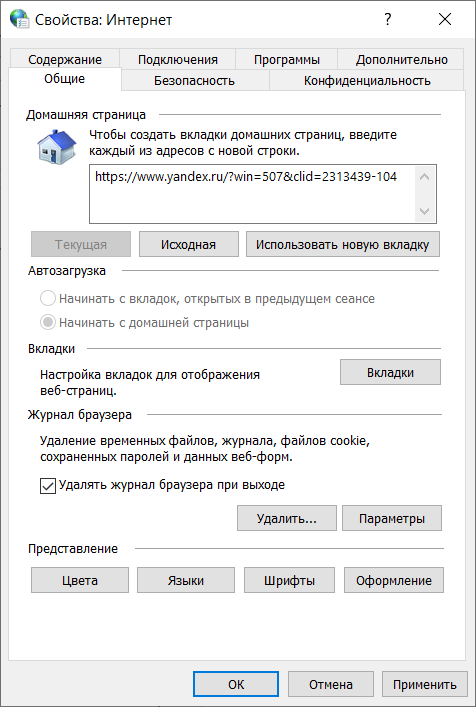 Свойства: Интернет
?
Содержание Подключения Программы Дополнительно
Общие Безопасность Конфиденциальность
Домашняя страница
Чтобы создать вкладки домашних страниц, введите
каждый из адресов с новой строки.
https://www.yandex.ru/?win=507&clid=2313439-104
Текущая Исходная Использовать новую вкладку
Автозагрузка
Начинать с вкладок, открытых в предыдущем сеансе
Начинать с домашней страницы
Вкладки
Настройка вкладок для отображения
веб-страниц.
Вкладки
Журнал браузера
Удаление временных файлов, журнала, файлов cookie,
сохраненных паролей и данных веб-форм.
Удалять журнал браузера при выходе
Удалить... Параметры
Представление
Цвета Языки Шрифты Оформление
ОК Отмена Применить